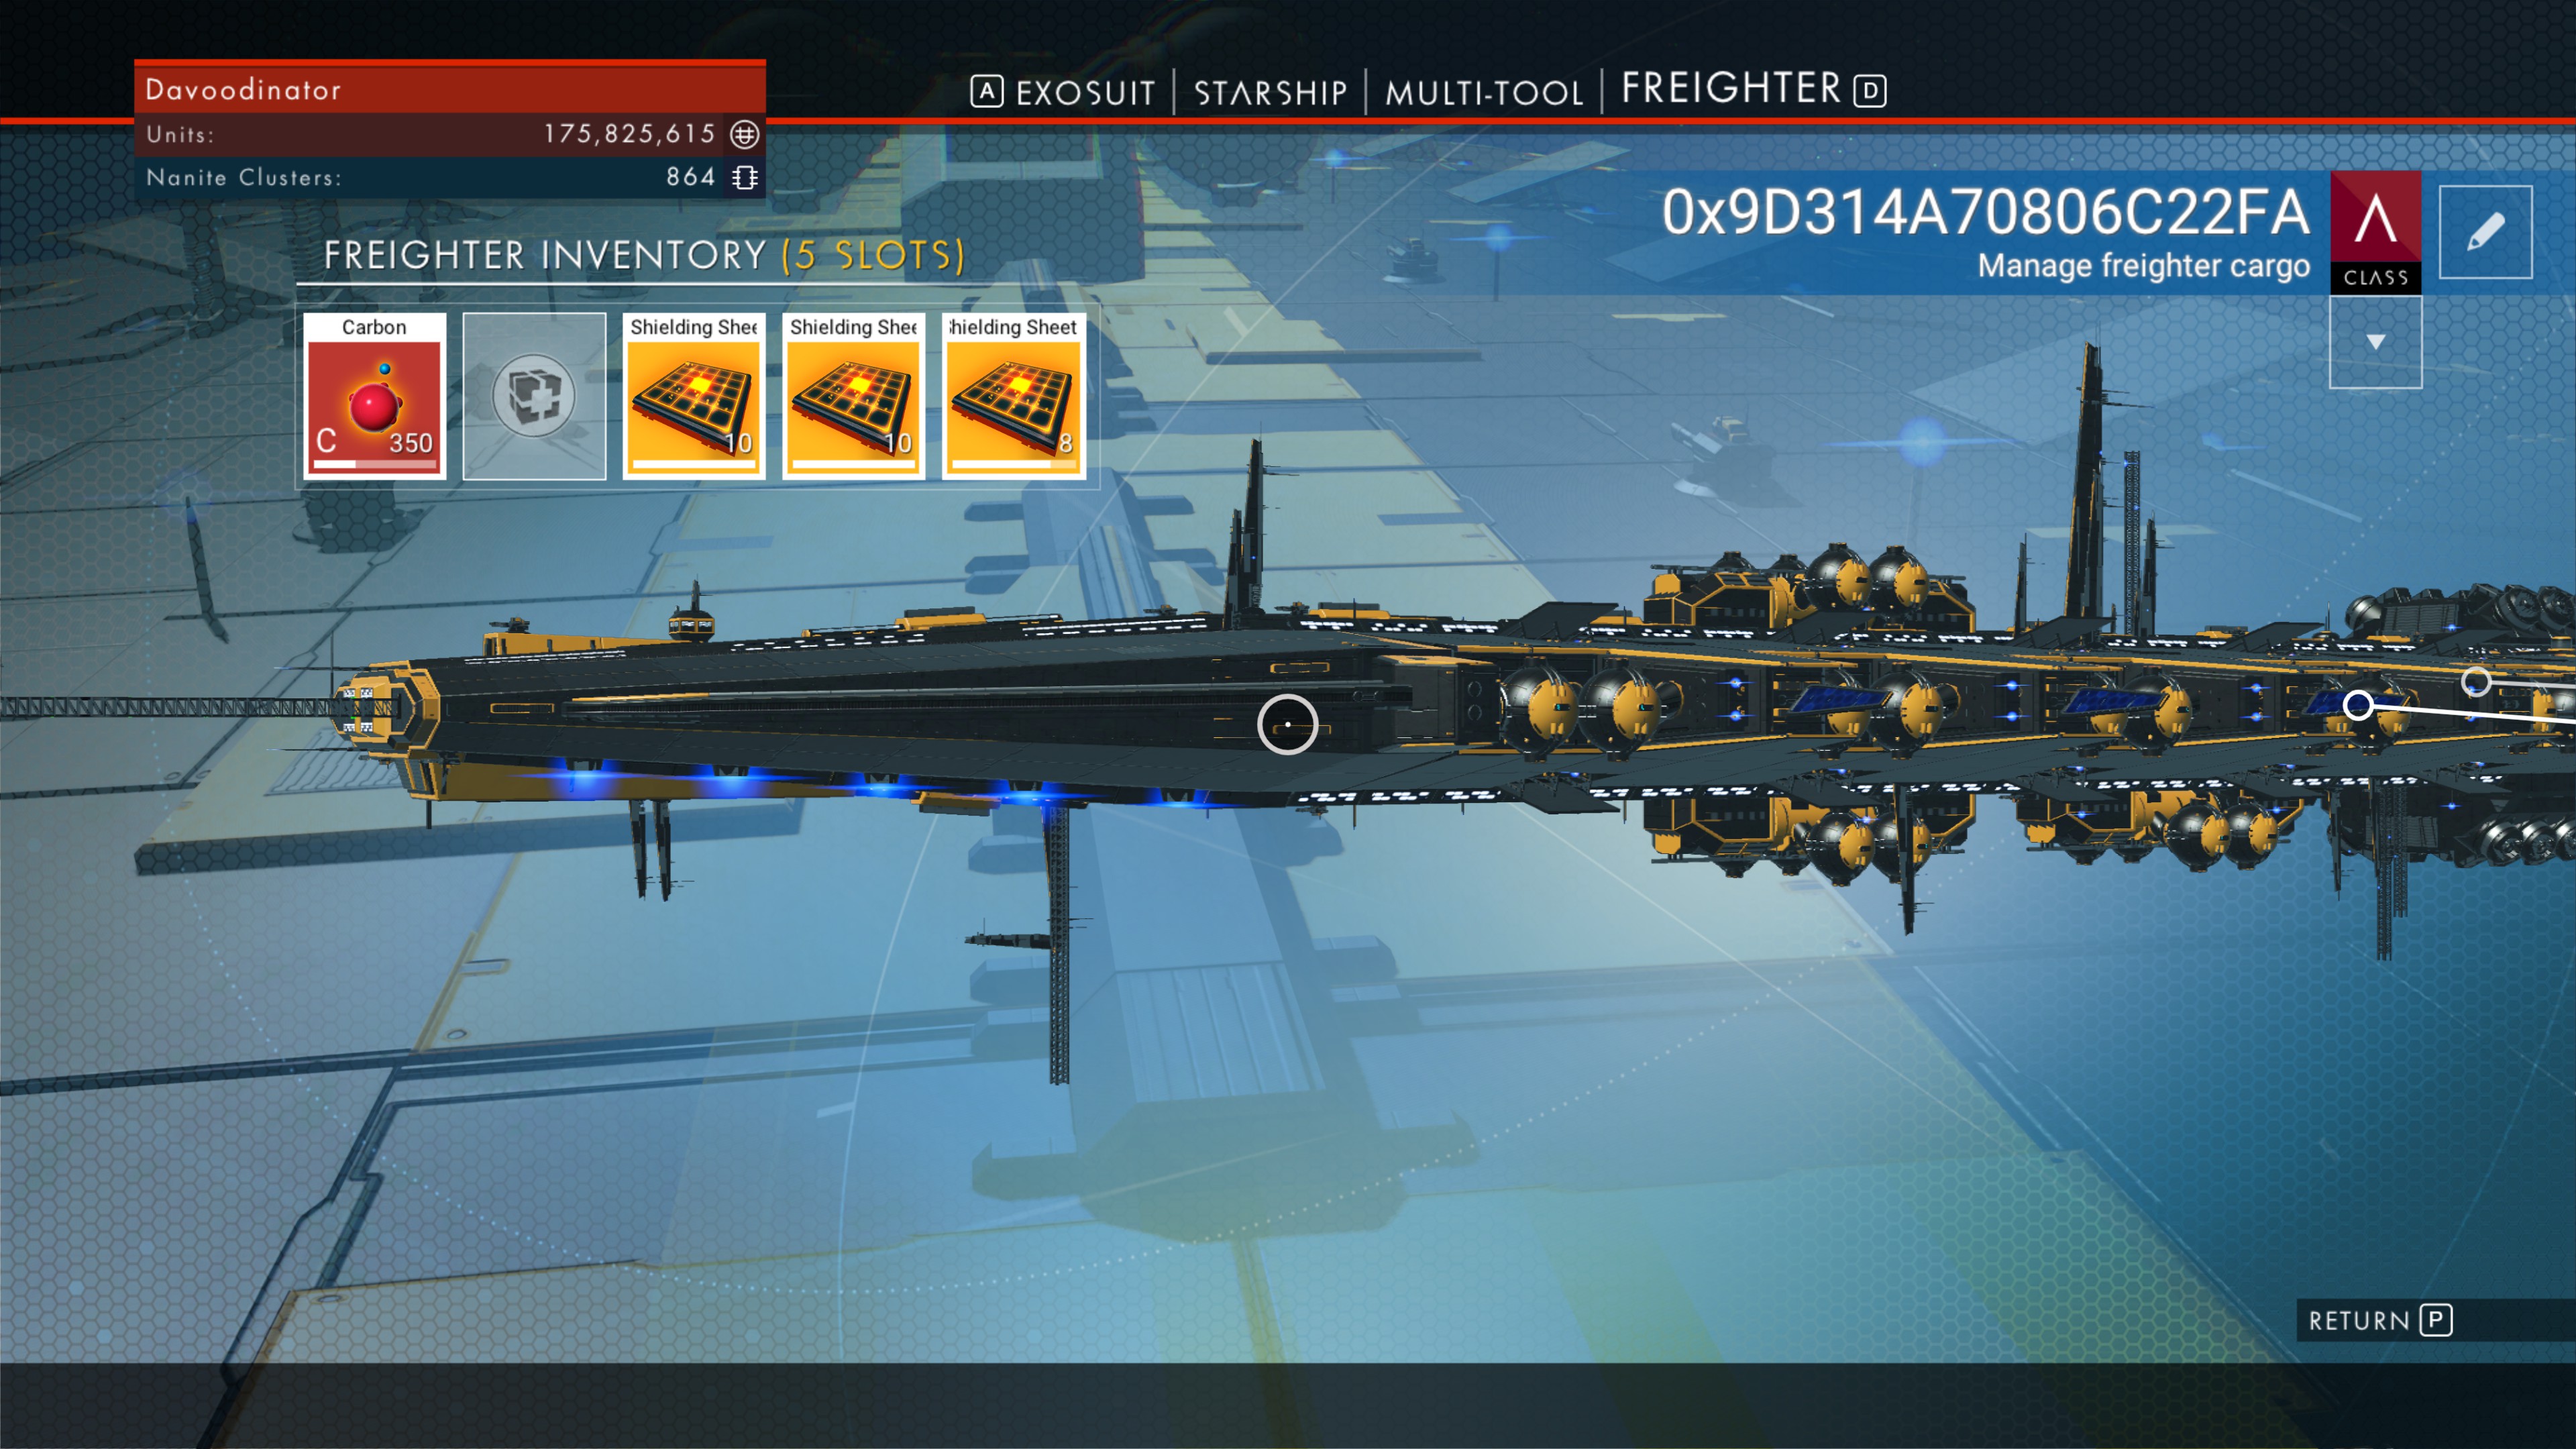 Davoodinator
Units: 175,825,615
Nanite Clusters: 864
A EXOSUIT STARSHIP MULTI-TOOL FREIGHTER D
0x9D314A70806C22FA
Manage freighter cargo
CLASS
FREIGHTER INVENTORY (5 SLOTS)
Carbon
C 350
Shielding Shee
10
Shielding Shee
10
hielding Sheet
8
RETURN P